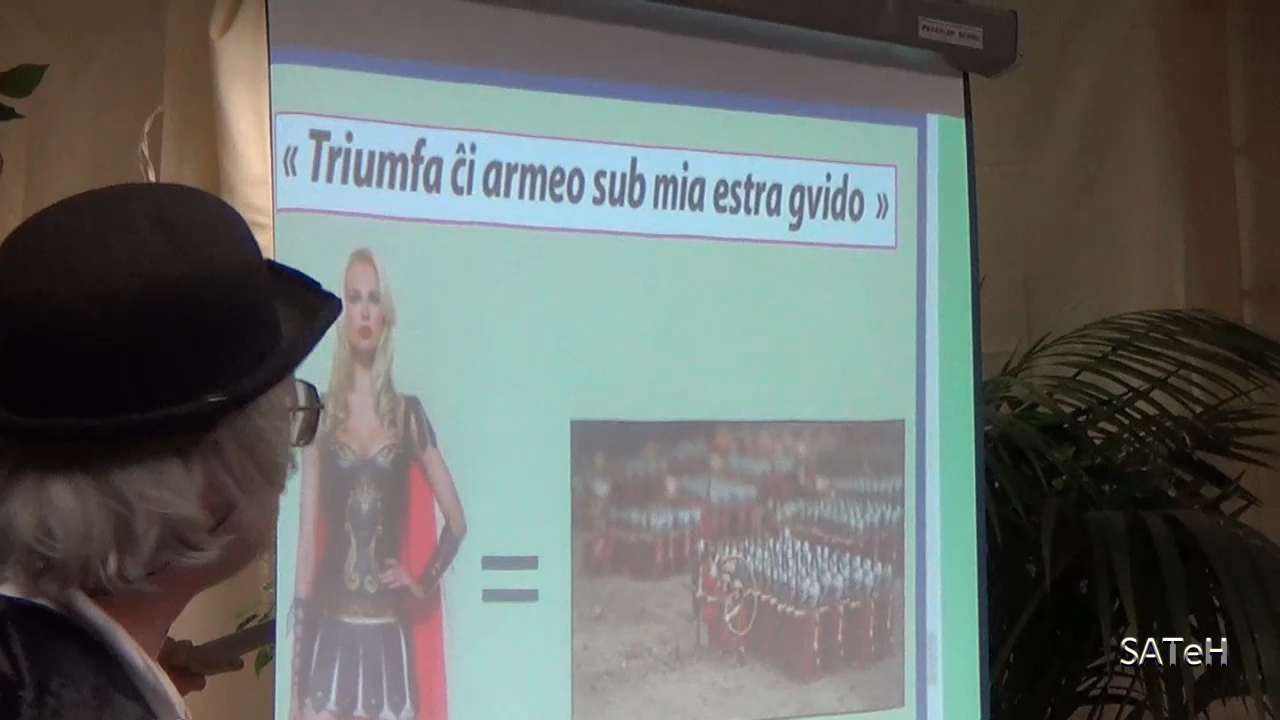 « Triumfa ĉi armeo sub mia estra gvido »
=
SATeH